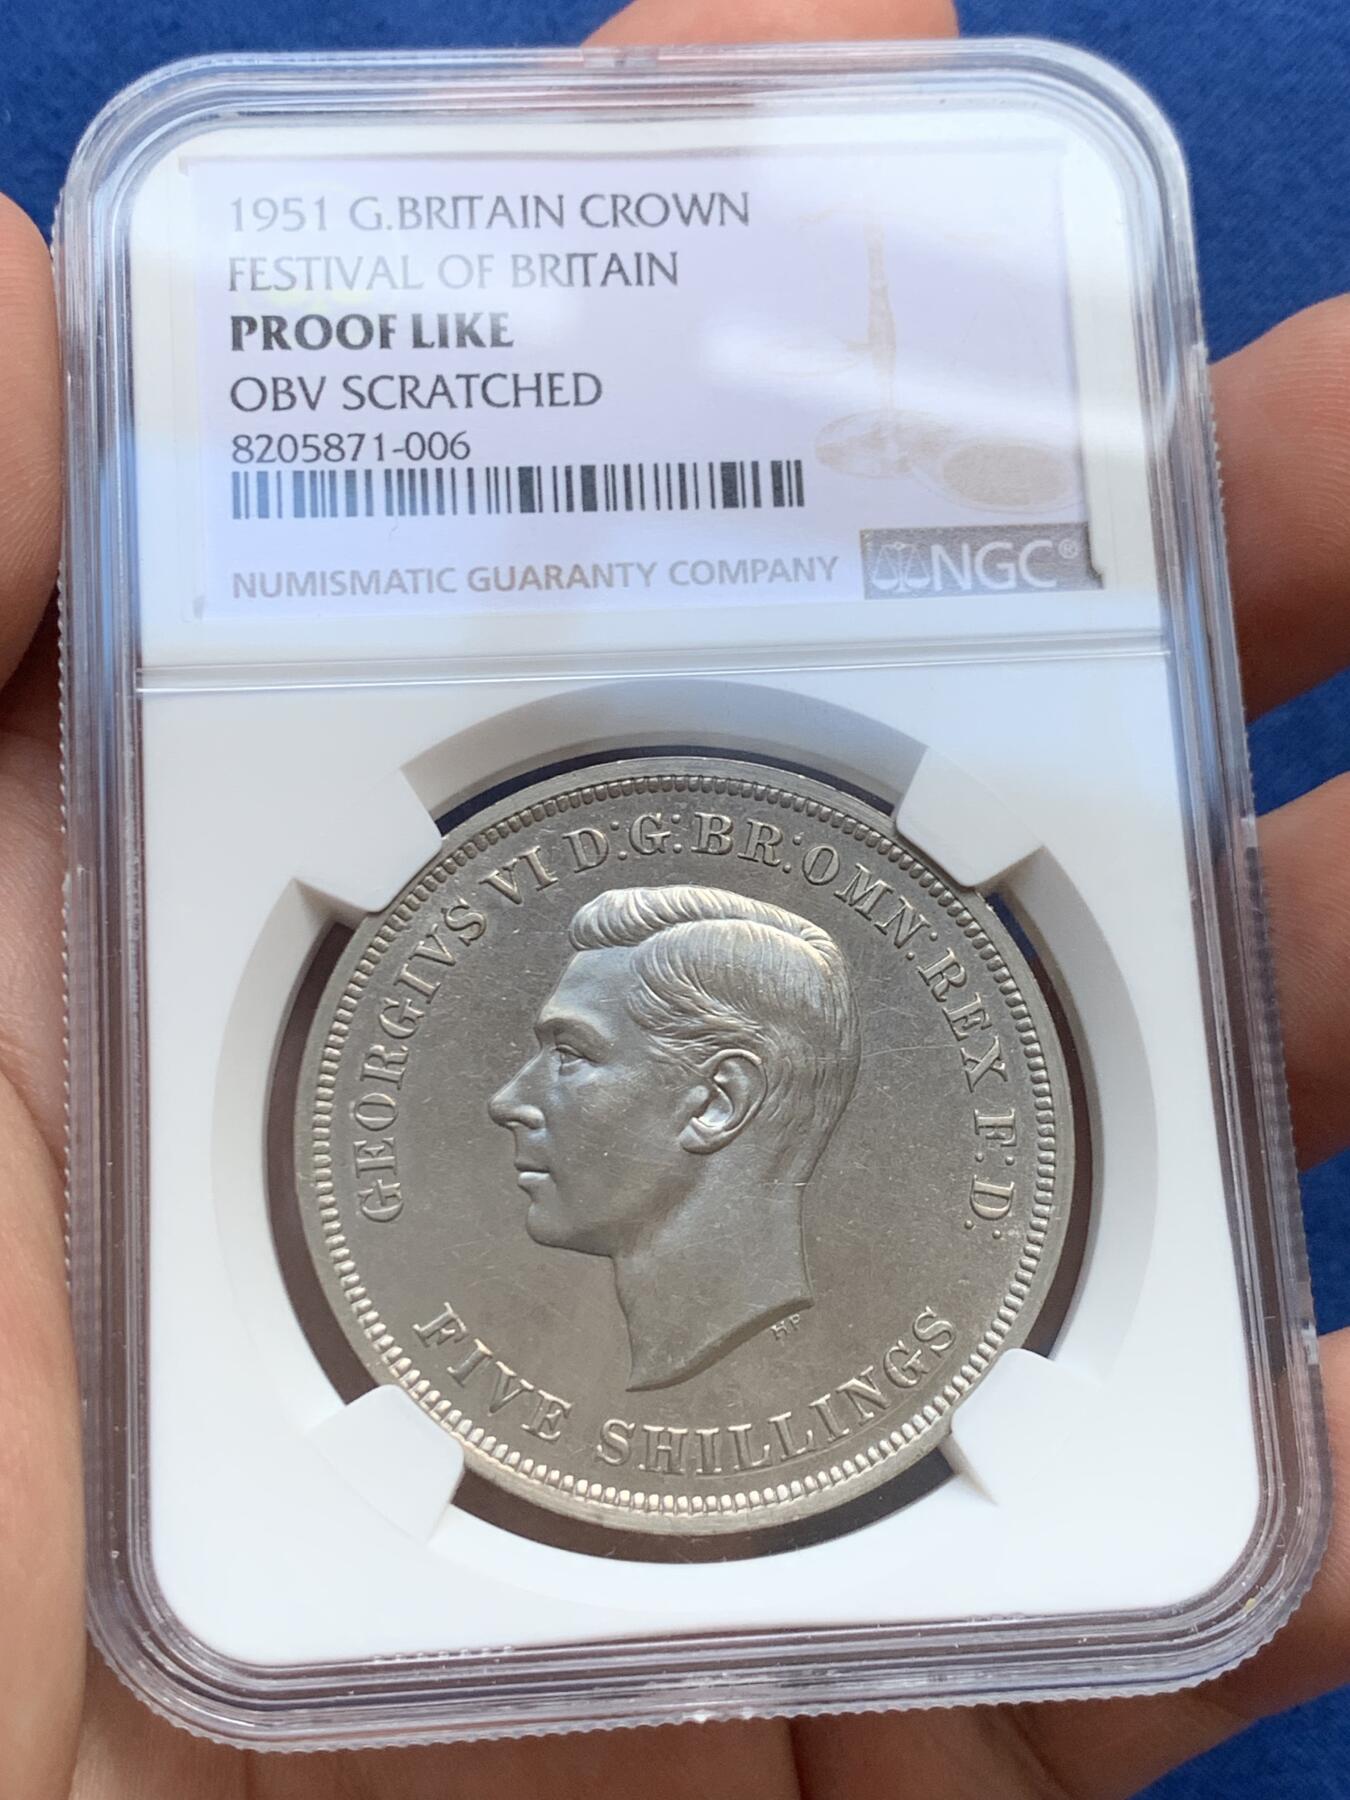 1951 G.BRITAIN CROWN
FESTIVAL OF BRITAIN
PROOF LIKE
OBV SCRATCHED
8205871-006
NUMISMATIC GUARANTY COMPANY
NGC®
GEORGIVS VI D:G:BR:OMN:REX F:D.
HP
FIVE SHILLINGS